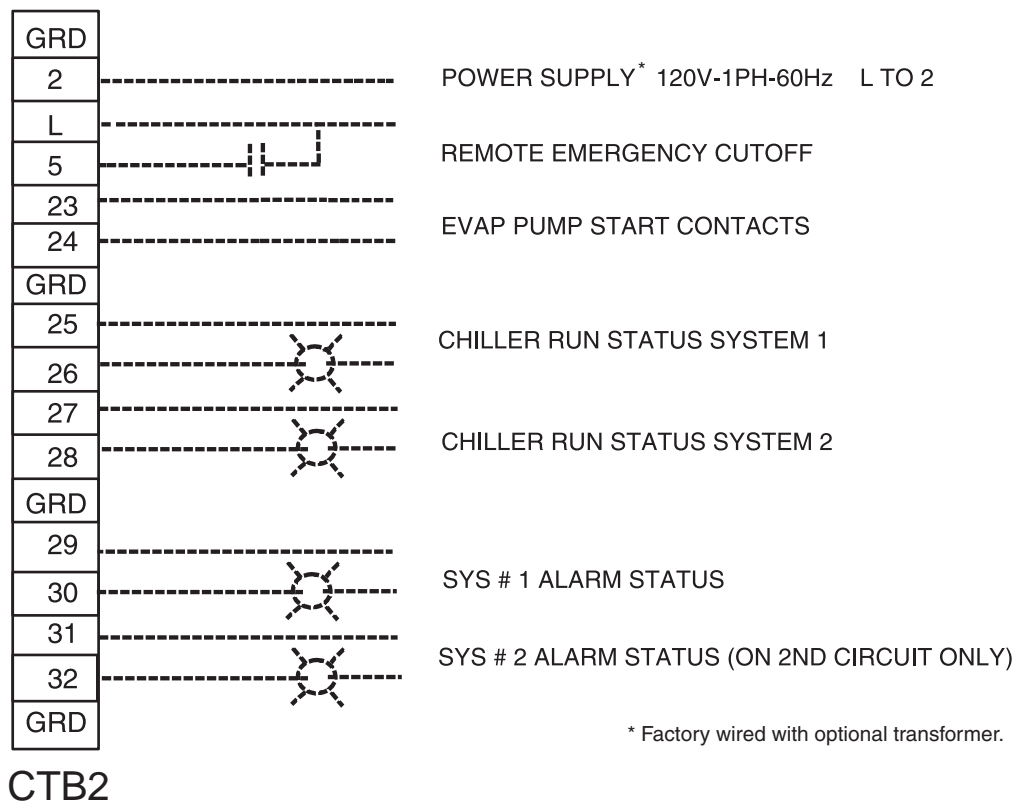 GRD
2
POWER SUPPLY* 120V-1PH-60Hz L TO 2
L
5
REMOTE EMERGENCY CUTOFF
23
24
EVAP PUMP START CONTACTS
GRD
25
26
CHILLER RUN STATUS SYSTEM 1
27
28
CHILLER RUN STATUS SYSTEM 2
GRD
29
30
SYS # 1 ALARM STATUS
31
32
SYS # 2 ALARM STATUS (ON 2ND CIRCUIT ONLY)
GRD
* Factory wired with optional transformer.
CTB2